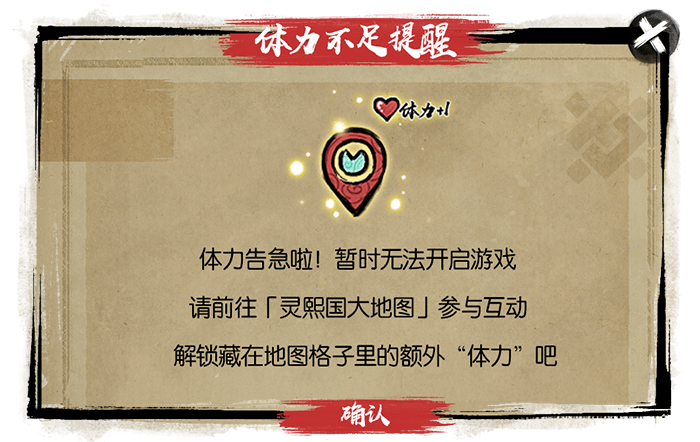 体力不足提醒
体力+1
体力告急啦！暂时无法开启游戏
请前往「灵熙国大地图」参与互动
解锁藏在地图格子里的额外“体力”吧
确认